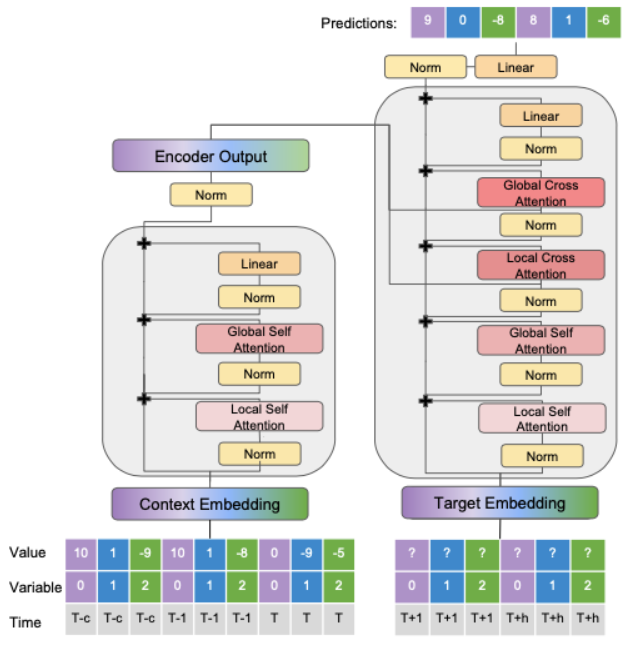 Predictions: 9 0 -8 8 1 -6
Norm Linear
Linear
Norm
Global Cross
Attention
Norm
Local Cross
Attention
Norm
Global Self
Attention
Norm
Local Self
Attention
Norm
Target Embedding
Encoder Output
Norm
Linear
Norm
Global Self
Attention
Norm
Local Self
Attention
Norm
Context Embedding
Value 10 1 -9 10 1 -8 0 -9 -5 ? ? ? ? ? ?
Variable 0 1 2 0 1 2 0 1 2 0 1 2 0 1 2
Time T-c T-c T-c T-1 T-1 T-1 T T T T+1 T+1 T+1 T+h T+h T+h